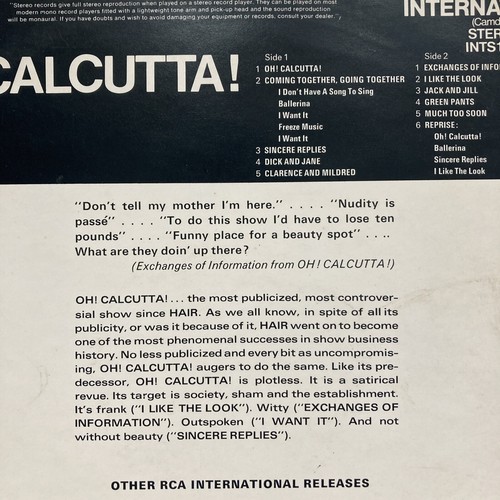 "Stereo records give full stereo reproduction when played on a stereo record player. They can be played on most
modern mono record players fitted with a lightweight tone arm and pick-up head and the sound reproduction
will be monaural. If you have doubts and wish to avoid damaging your equipment or records, consult your dealer."
INTERNA
(Camd
STER
INTS 1
CALCUTTA!
Side 1
1 OH! CALCUTTA!
2 COMING TOGETHER, GOING TOGETHER
I Don't Have A Song To Sing
Ballerina
I Want It
Freeze Music
I Want It
3 SINCERE REPLIES
4 DICK AND JANE
5 CLARENCE AND MILDRED
Side 2
1 EXCHANGES OF INFOR
2 I LIKE THE LOOK
3 JACK AND JILL
4 GREEN PANTS
5 MUCH TOO SOON
6 REPRISE:
Oh! Calcutta!
Ballerina
Sincere Replies
I Like The Look
"Don't tell my mother I'm here." . . . . "Nudity is
passé" . . . . "To do this show I'd have to lose ten
pounds" . . . . "Funny place for a beauty spot" . . . .
What are they doin' up there?
(Exchanges of Information from OH! CALCUTTA!)
OH! CALCUTTA! . . . the most publicized, most controver-
sial show since HAIR. As we all know, in spite of all its
publicity, or was it because of it, HAIR went on to become
one of the most phenomenal successes in show business
history. No less publicized and every bit as uncompromis-
ing, OH! CALCUTTA! augers to do the same. Like its pre-
decessor, OH! CALCUTTA! is plotless. It is a satirical
revue. Its target is society, sham and the establishment.
It's frank ("I LIKE THE LOOK"). Witty ("EXCHANGES OF
INFORMATION"). Outspoken ("I WANT IT"). And not
without beauty ("SINCERE REPLIES").
OTHER RCA INTERNATIONAL RELEASES